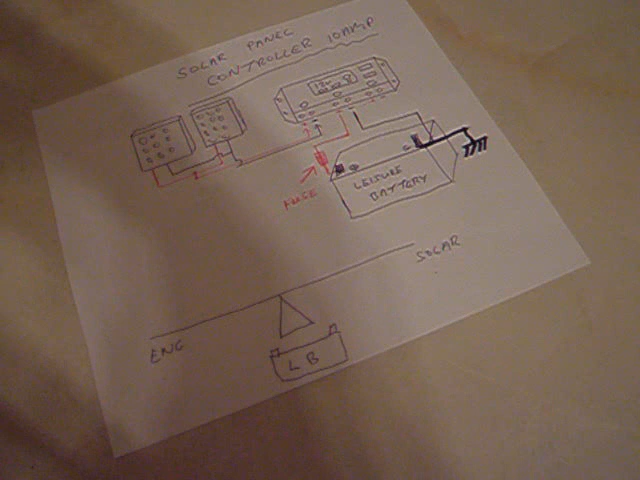 SOLAR PANEL
CONTROLLER 10AMP
FUSE
LEISURE
BATTERY
SOLAR
ENG
L B